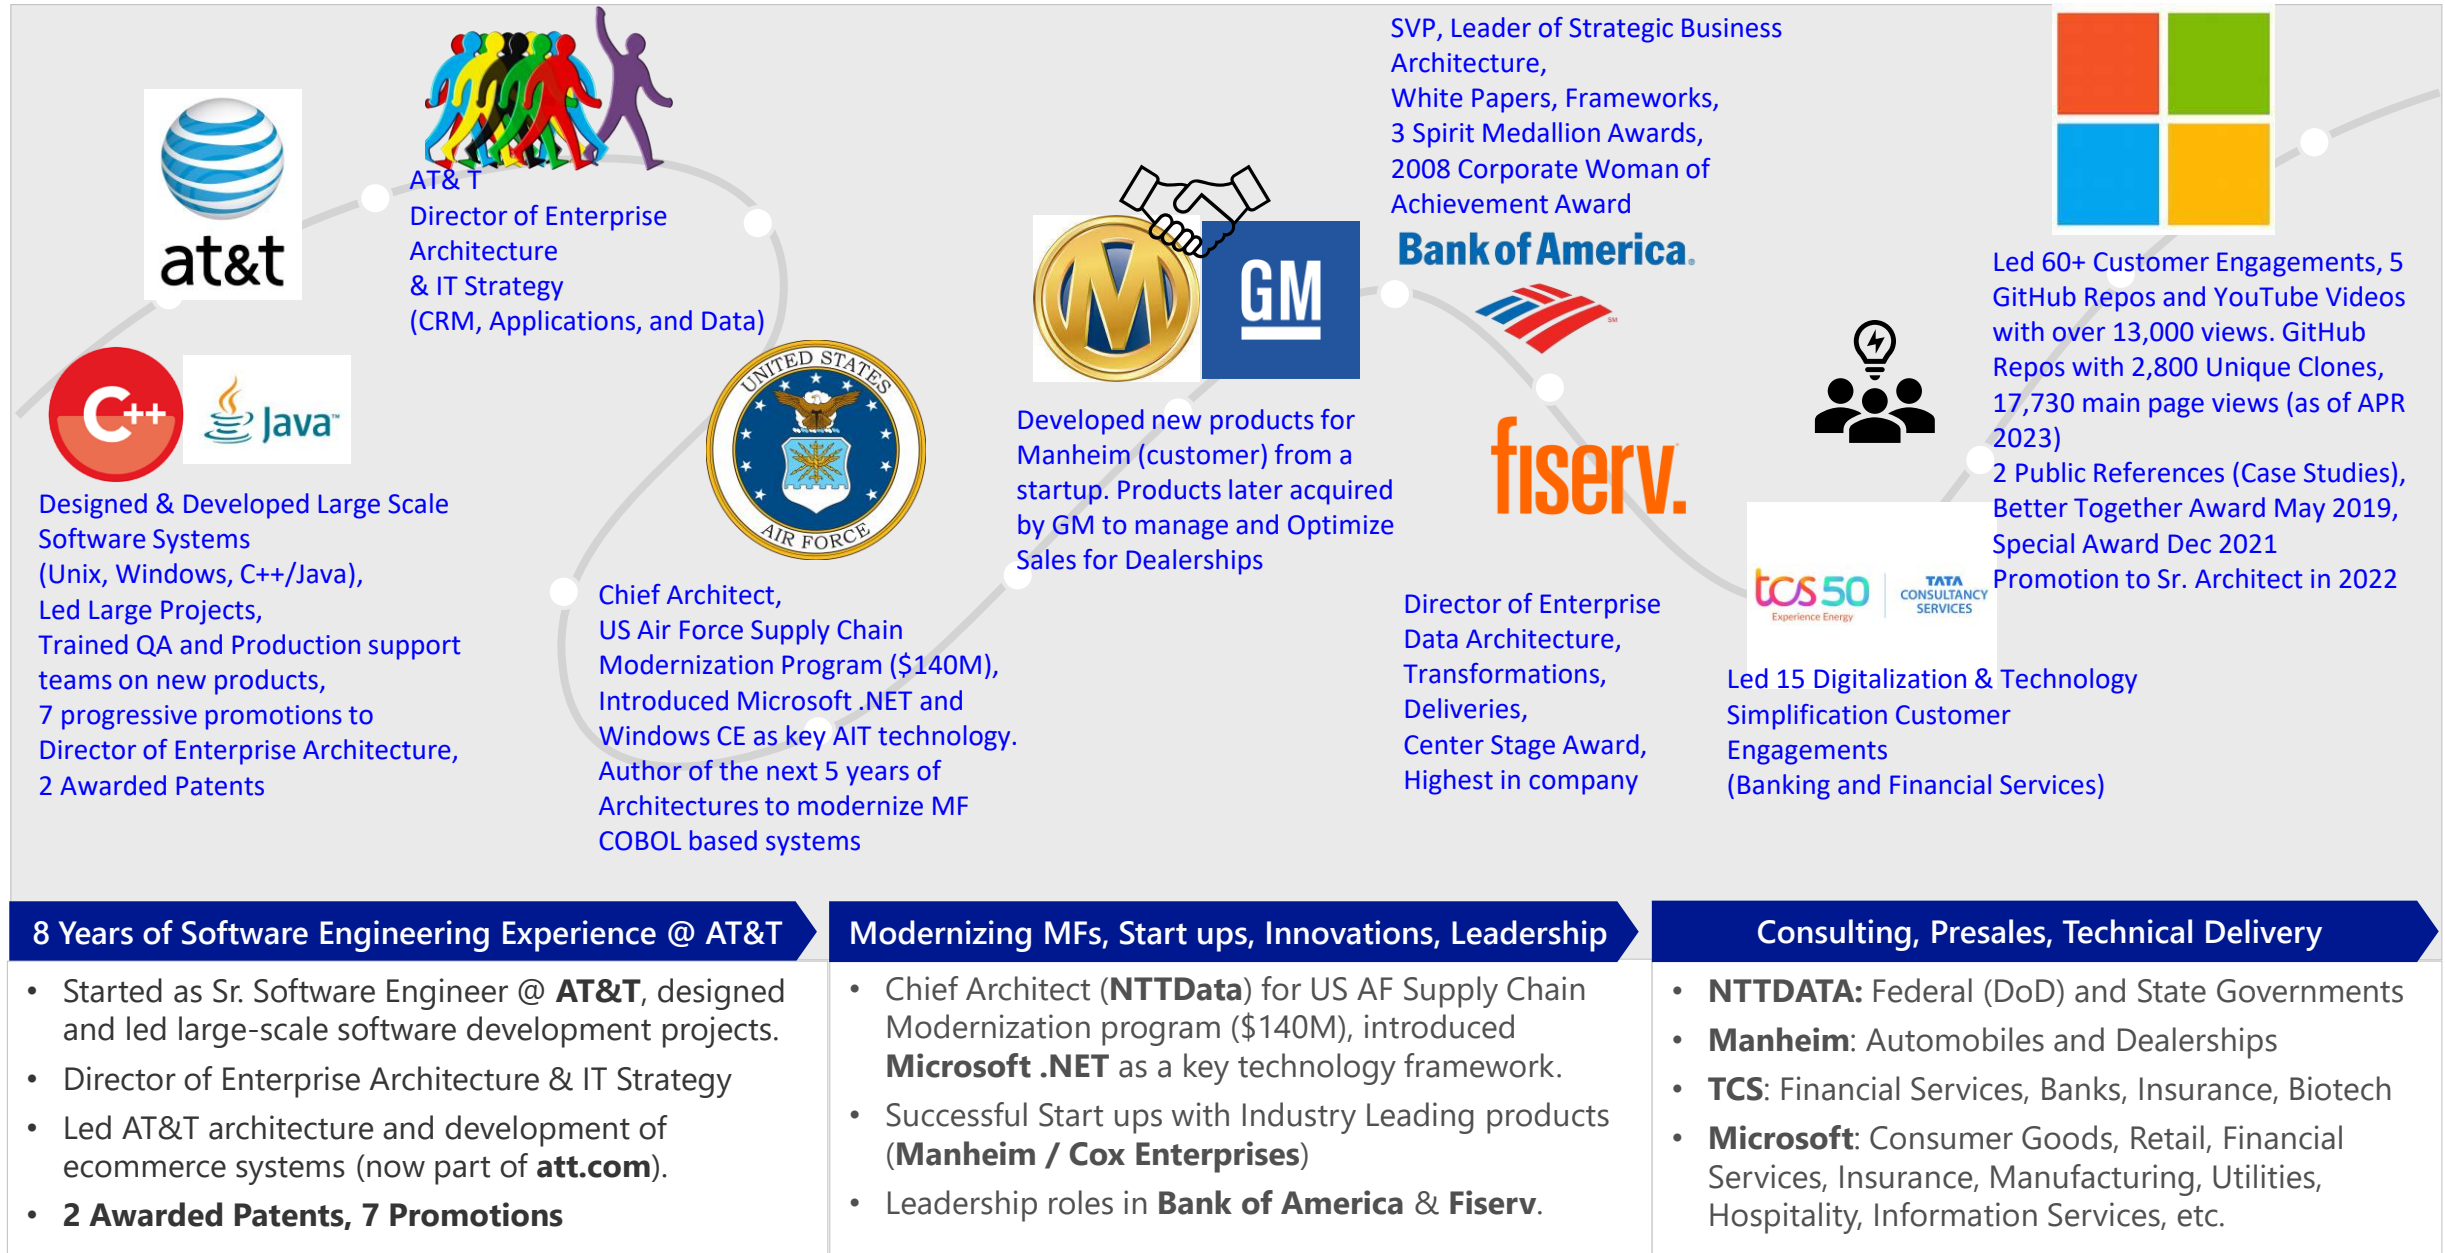 at&t
C++
Java™
Designed & Developed Large Scale
Software Systems
(Unix, Windows, C++/Java),
Led Large Projects,
Trained QA and Production support
teams on new products,
7 progressive promotions to
Director of Enterprise Architecture,
2 Awarded Patents
AT& T
Director of Enterprise
Architecture
& IT Strategy
(CRM, Applications, and Data)
UNITED STATES
AIR FORCE
Chief Architect,
US Air Force Supply Chain
Modernization Program ($140M),
Introduced Microsoft .NET and
Windows CE as key AIT technology.
Author of the next 5 years of
Architectures to modernize MF
COBOL based systems
M
GM
Developed new products for
Manheim (customer) from a
startup. Products later acquired
by GM to manage and Optimize
Sales for Dealerships
SVP, Leader of Strategic Business
Architecture,
White Papers, Frameworks,
3 Spirit Medallion Awards,
2008 Corporate Woman of
Achievement Award
Bank of America.
SM
fiserv.
Director of Enterprise
Data Architecture,
Transformations,
Deliveries,
Center Stage Award,
Highest in company
tcs 50
Experience Energy
TATA
CONSULTANCY
SERVICES
Led 15 Digitalization & Technology
Simplification Customer
Engagements
(Banking and Financial Services)
Led 60+ Customer Engagements, 5
GitHub Repos and YouTube Videos
with over 13,000 views. GitHub
Repos with 2,800 Unique Clones,
17,730 main page views (as of APR
2023)
2 Public References (Case Studies),
Better Together Award May 2019,
Special Award Dec 2021
Promotion to Sr. Architect in 2022
8 Years of Software Engineering Experience @ AT&T
• Started as Sr. Software Engineer @ AT&T, designed
and led large-scale software development projects.
• Director of Enterprise Architecture & IT Strategy
• Led AT&T architecture and development of
ecommerce systems (now part of att.com).
• 2 Awarded Patents, 7 Promotions
Modernizing MFs, Start ups, Innovations, Leadership
• Chief Architect (NTTData) for US AF Supply Chain
Modernization program ($140M), introduced
Microsoft .NET as a key technology framework.
• Successful Start ups with Industry Leading products
(Manheim / Cox Enterprises)
• Leadership roles in Bank of America & Fiserv.
Consulting, Presales, Technical Delivery
• NTTDATA: Federal (DoD) and State Governments
• Manheim: Automobiles and Dealerships
• TCS: Financial Services, Banks, Insurance, Biotech
• Microsoft: Consumer Goods, Retail, Financial
Services, Insurance, Manufacturing, Utilities,
Hospitality, Information Services, etc.